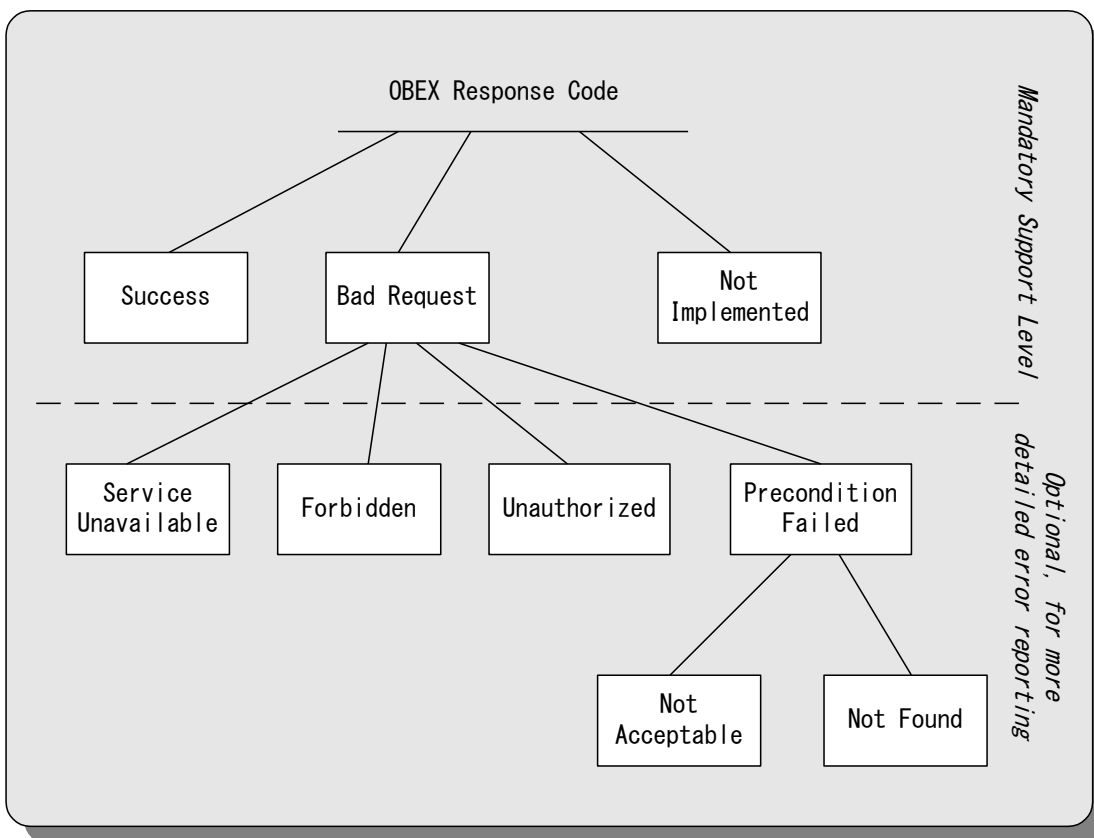 OBEX Response Code
Success
Bad Request
Not
Implemented
Mandatory Support Level
Service
Unavailable
Forbidden
Unauthorized
Precondition
Failed
Not
Acceptable
Not Found
Optional, for more
detailed error reporting